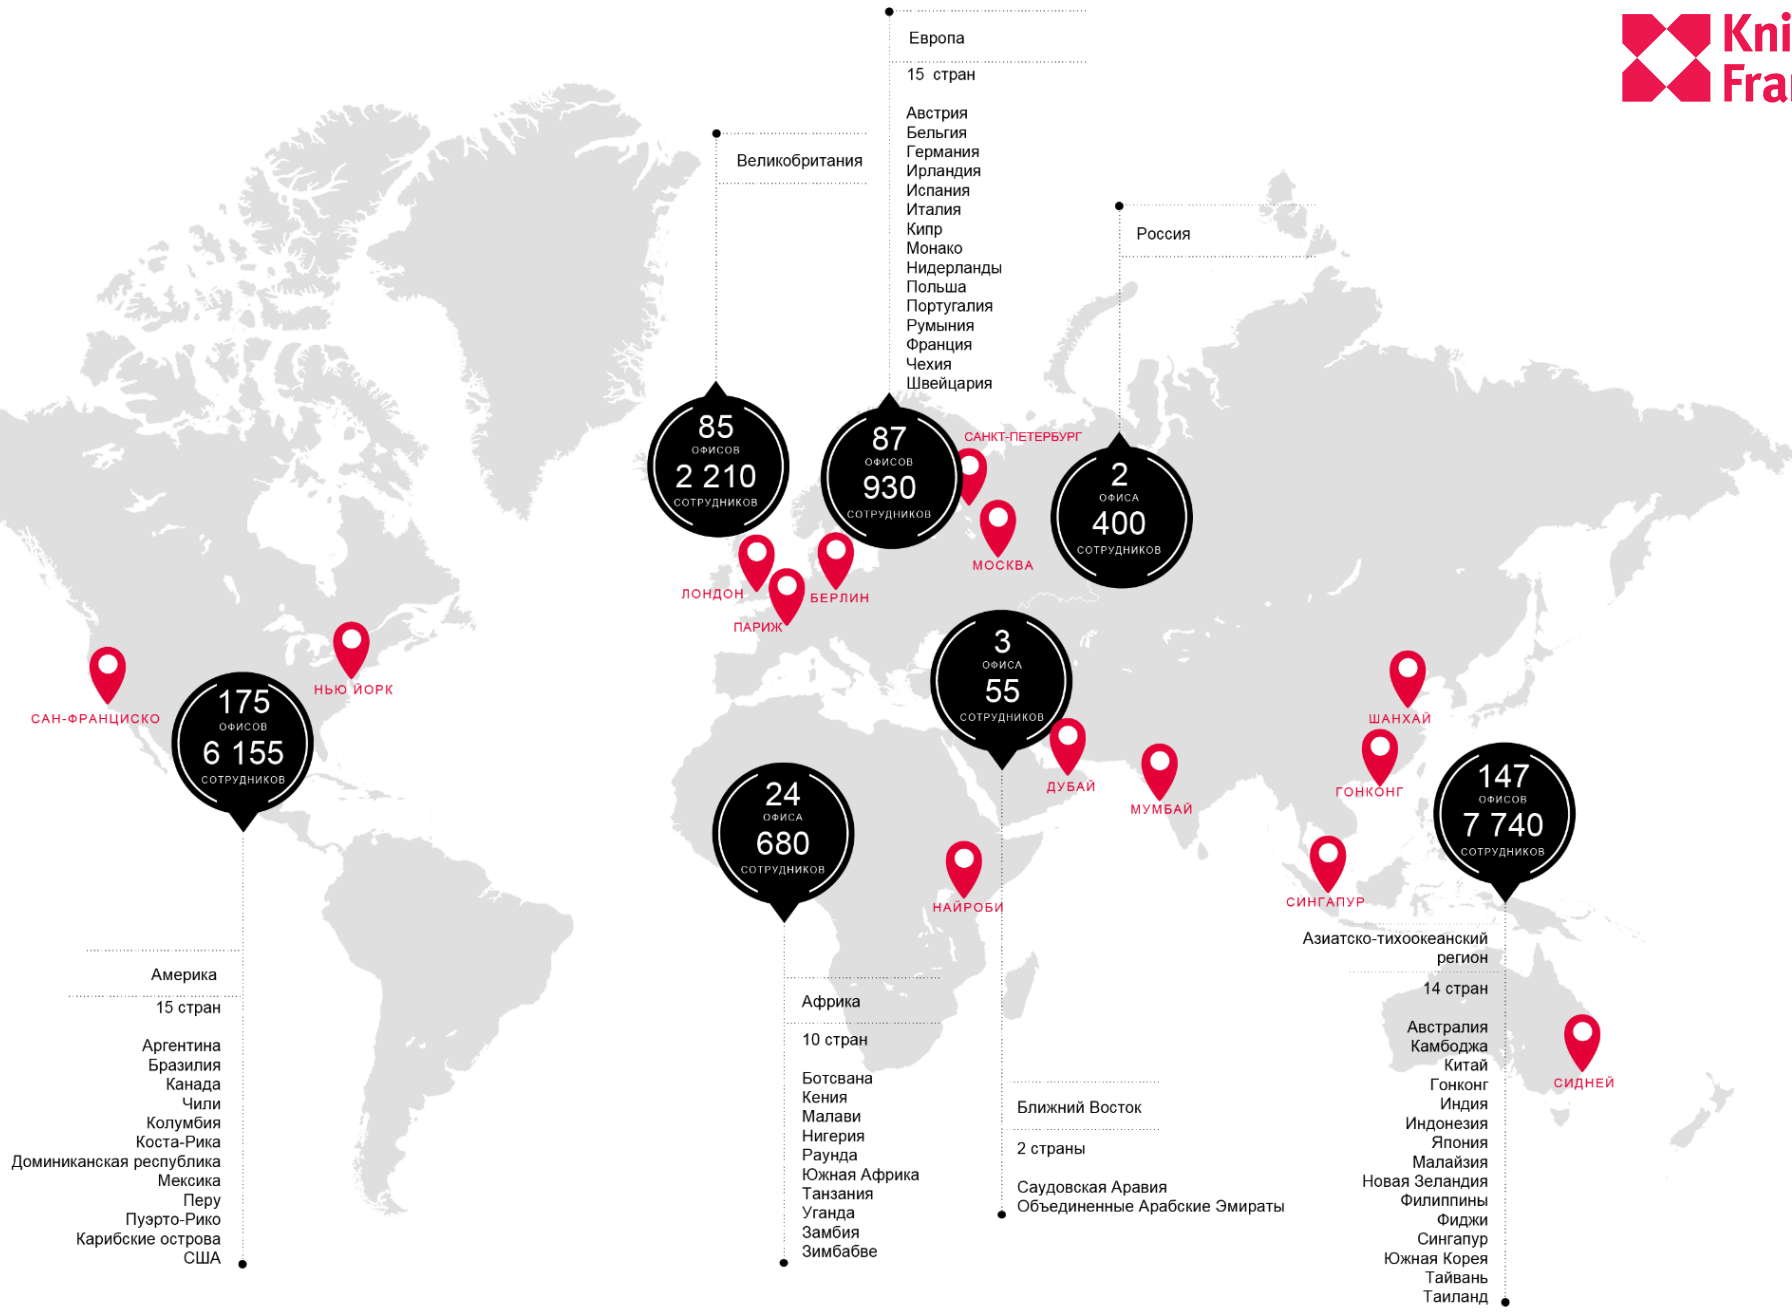 Kni
Fra
Европа
15 стран
Австрия
Бельгия
Германия
Ирландия
Испания
Италия
Кипр
Монако
Нидерланды
Польша
Португалия
Румыния
Франция
Чехия
Швейцария
Великобритания
Россия
85
ОФИСОВ
2 210
СОТРУДНИКОВ
87
ОФИСОВ
930
СОТРУДНИКОВ
2
ОФИСА
400
СОТРУДНИКОВ
САНКТ-ПЕТЕРБУРГ
МОСКВА
ЛОНДОН
БЕРЛИН
ПАРИЖ
3
ОФИСА
55
СОТРУДНИКОВ
НЬЮ ЙОРК
САН-ФРАНЦИСКО
175
ОФИСОВ
6 155
СОТРУДНИКОВ
24
ОФИСА
680
СОТРУДНИКОВ
ДУБАЙ
МУМБАЙ
ШАНХАЙ
ГОНКОНГ
147
ОФИСОВ
7 740
СОТРУДНИКОВ
НАЙРОБИ
СИНГАПУР
СИДНЕЙ
Америка
15 стран
Аргентина
Бразилия
Канада
Чили
Колумбия
Коста-Рика
Доминиканская республика
Мексика
Перу
Пуэрто-Рико
Карибские острова
США
Африка
10 стран
Ботсвана
Кения
Малави
Нигерия
Раунда
Южная Африка
Танзания
Уганда
Замбия
Зимбабве
Ближний Восток
2 страны
Саудовская Аравия
Объединенные Арабские Эмираты
Азиатско-тихоокеанский
регион
14 стран
Австралия
Камбоджа
Китай
Гонконг
Индия
Индонезия
Япония
Малайзия
Новая Зеландия
Филиппины
Фиджи
Сингапур
Южная Корея
Тайвань
Таиланд